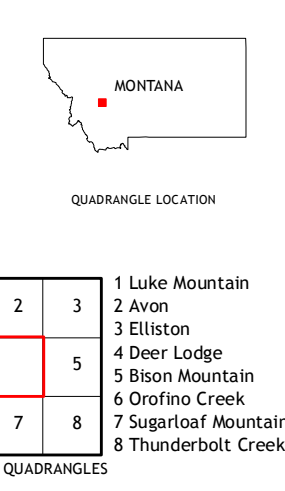 MONTANA
QUADRANGLE LOCATION
2 3
5
7 8
1 Luke Mountain
2 Avon
3 Elliston
4 Deer Lodge
5 Bison Mountain
6 Orofino Creek
7 Sugarloaf Mountain
8 Thunderbolt Creek
QUADRANGLES